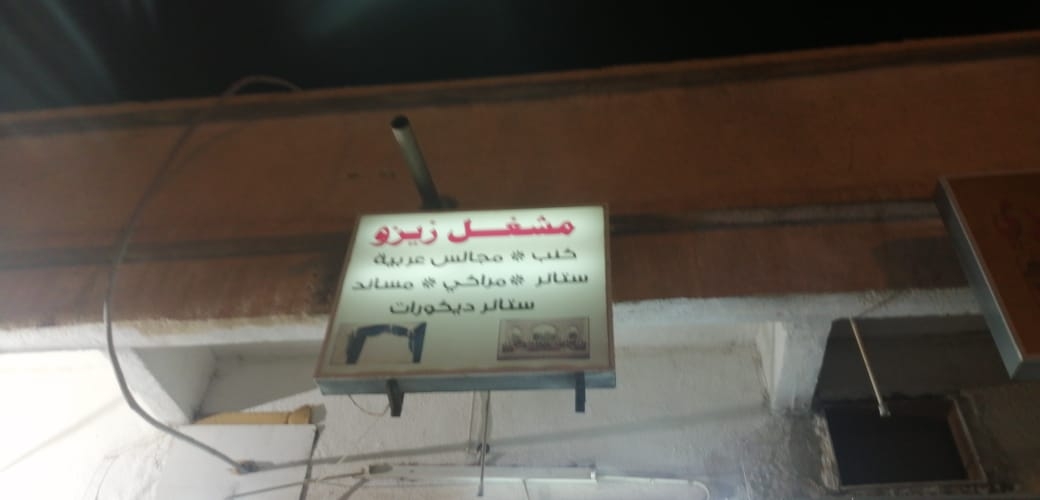 مشغل زيزو
كنب * مجالس عربية
ستائر * مراكي * مساند
ستائر ديكورات